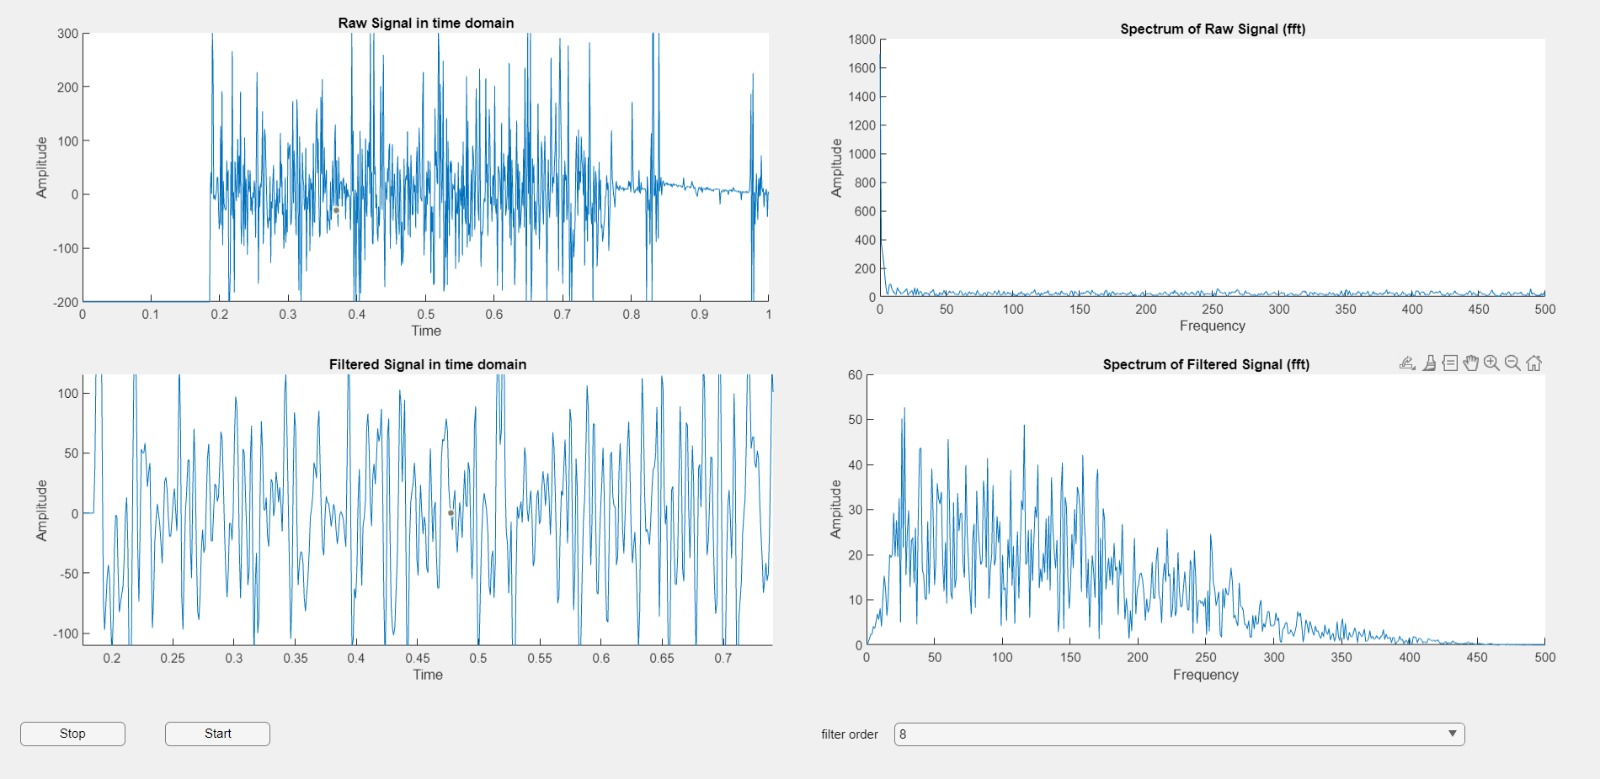 Raw Signal in time domain
300
200
100
0
-100
-200
Amplitude
0 0.1 0.2 0.3 0.4 0.5 0.6 0.7 0.8 0.9 1
Time
Spectrum of Raw Signal (fft)
1800
1600
1400
1200
1000
800
600
400
200
0
Ampltude
0 50 100 150 200 250 300 350 400 450 500
Frequency
Filtered Signal in time domain
100
50
0
-50
-100
Amplitude
0.2 0.25 0.3 0.35 0.4 0.45 0.5 0.55 0.6 0.65 0.7
Time
Spectrum of Filtered Signal (fft)
60
50
40
30
20
10
0
Ampltude
0 50 100 150 200 250 300 350 400 450 500
Frequency
Stop
Start
filter order
8